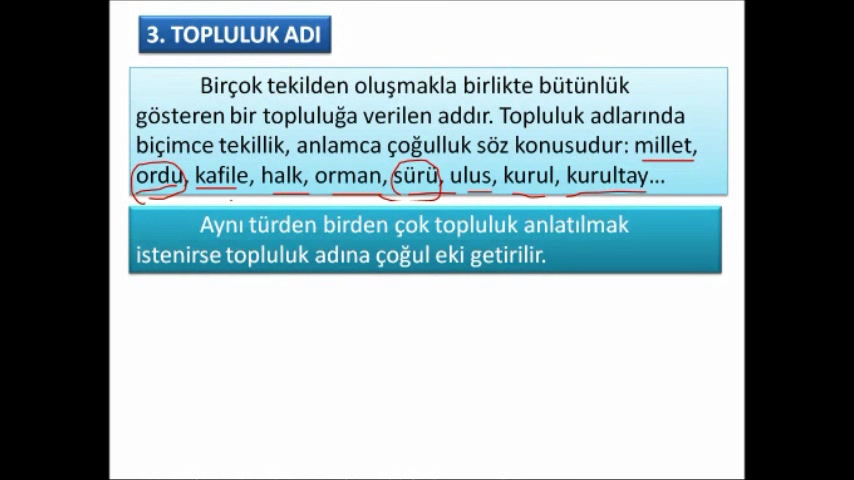 3. TOPLULUK ADI
Birçok tekilden oluşmakla birlikte bütünlük
gösteren bir topluluğa verilen addır. Topluluk adlarında
biçimce tekillik, anlamca çoğulluk söz konusudur: millet,
ordu, kafile, halk, orman, sürü, ulus, kurul, kurultay...
Aynı türden birden çok topluluk anlatılmak
istenirse topluluk adına çoğul eki getirilir.